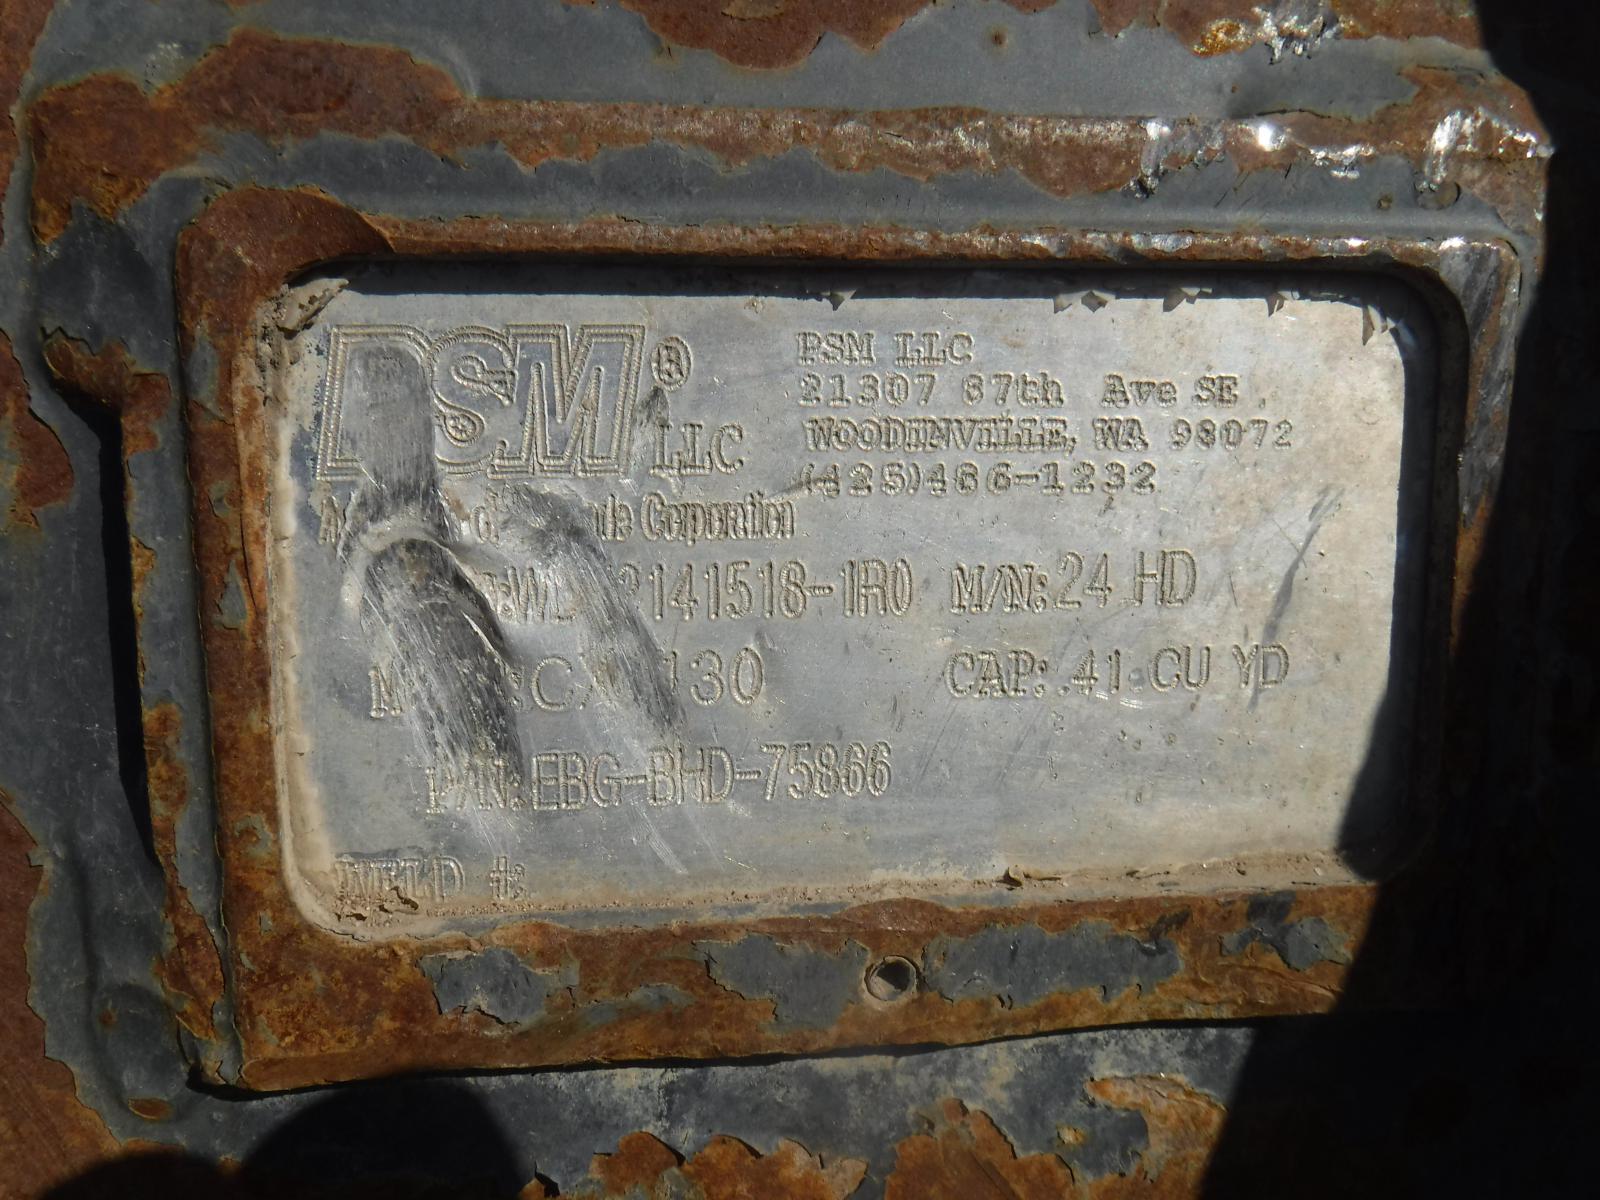 PSM®
LLC
PSM LLC
21307 87th Ave SE
WOODINVILLE, WA 98072
(425)486-1232
Corporation
2141518-1R0 M/N:24 HD
130 CAP: .41 CU YD
P/N:EBG-BHD-75866
WELD #: